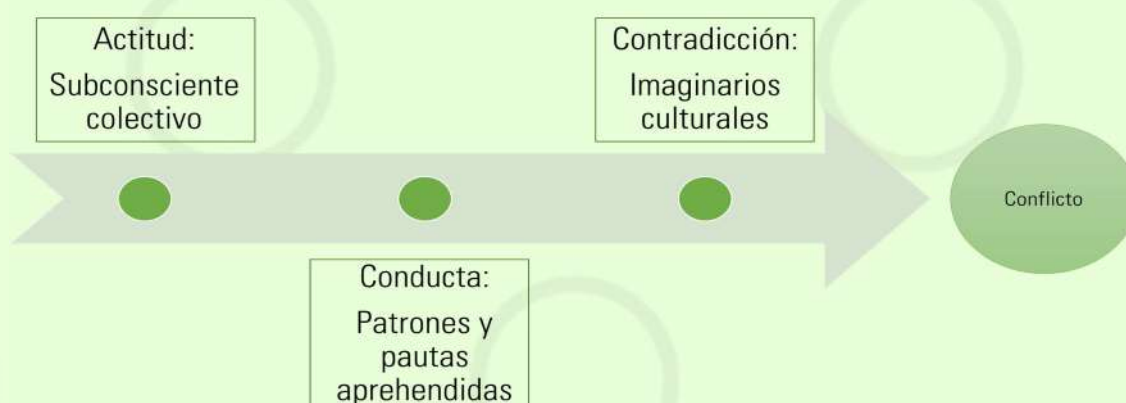 Actitud:
Subconsciente
colectivo
Conducta:
Patrones y
pautas
aprehendidas
Contradicción:
Imaginarios
culturales
Conflicto